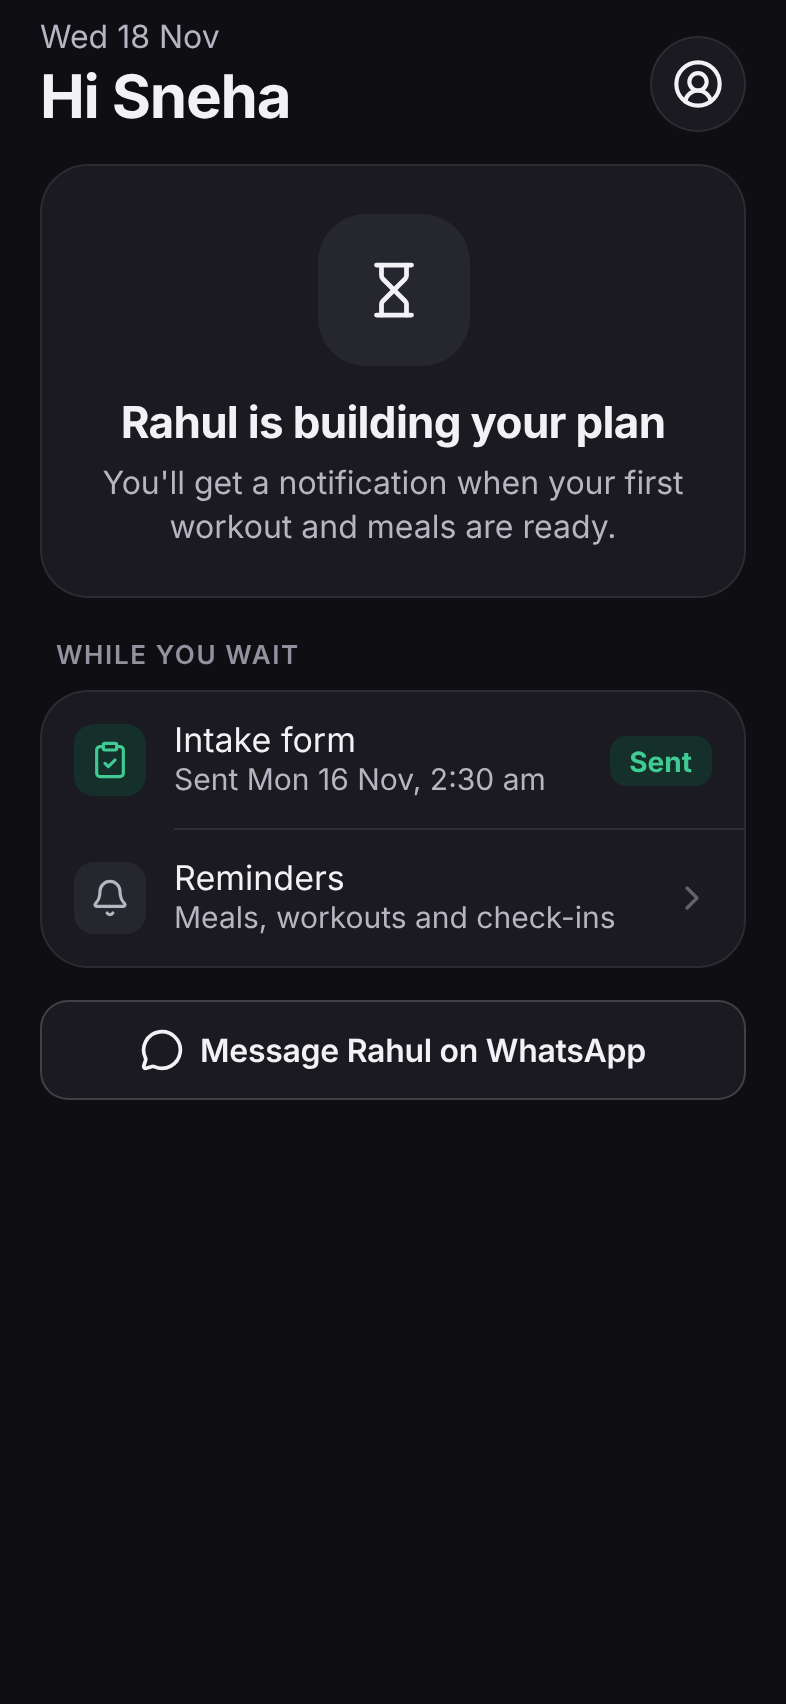 Wed 18 Nov
Hi Sneha
Rahul is building your plan
You'll get a notification when your first
workout and meals are ready.
WHILE YOU WAIT
Intake form
Sent Mon 16 Nov, 2:30 am
Sent
Reminders
Meals, workouts and check-ins
Message Rahul on WhatsApp